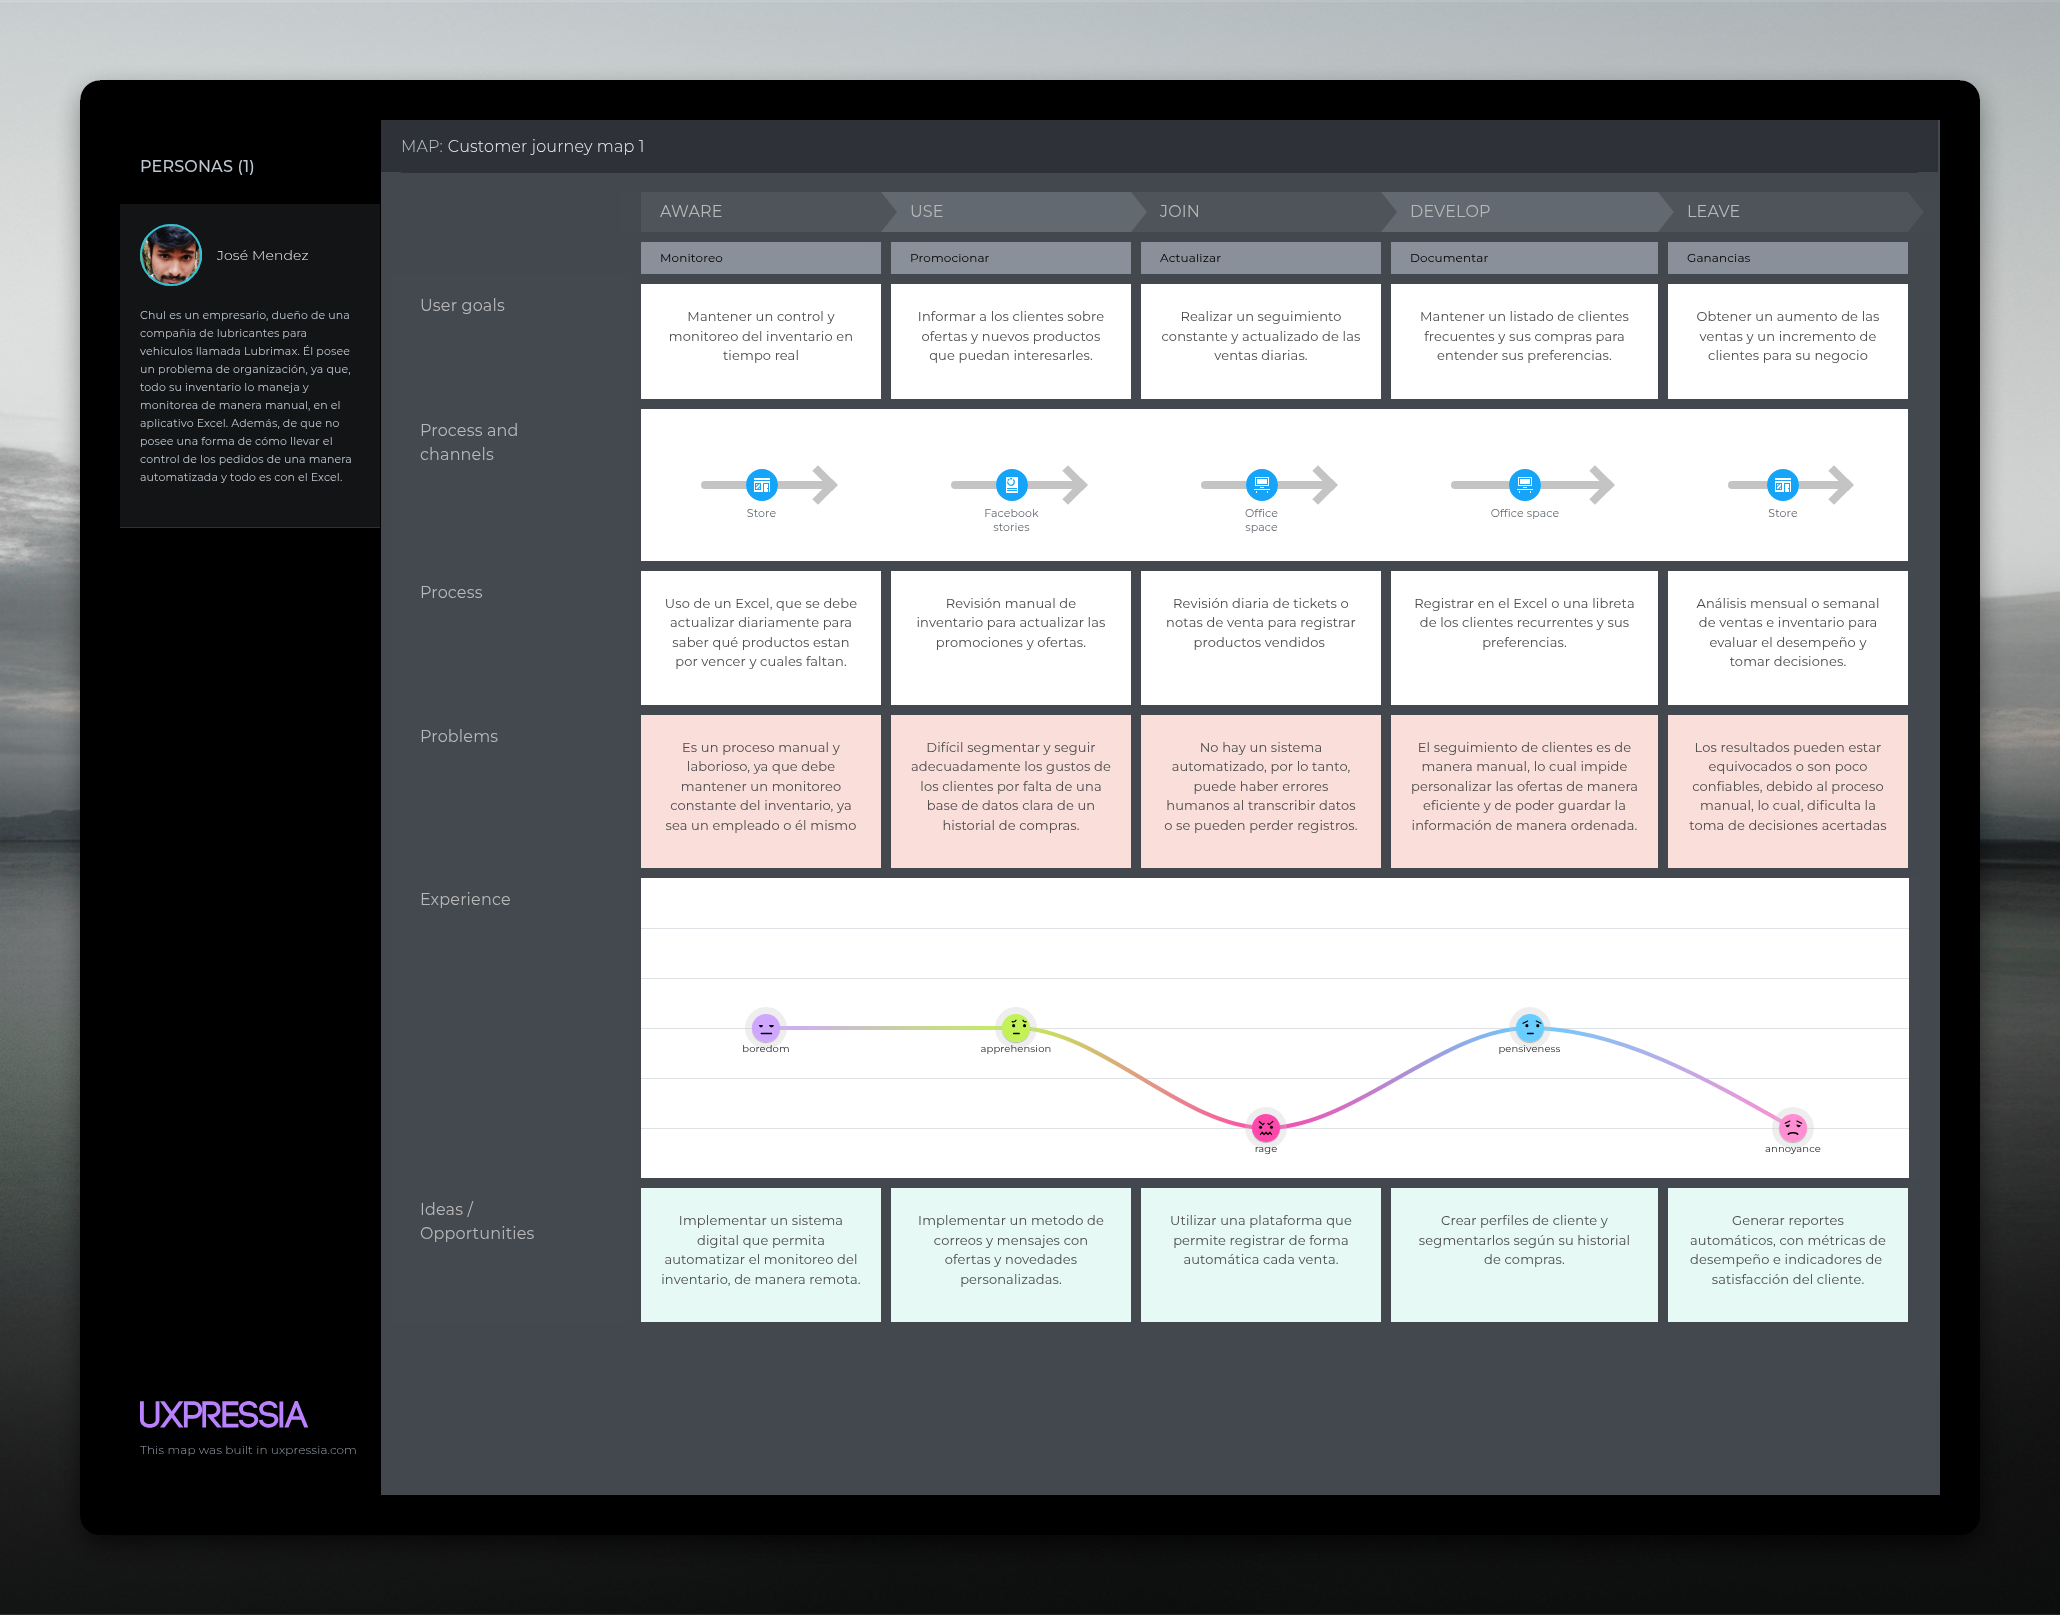 PERSONAS (1)
José Mendez
Chul es un empresario, dueño de una
compañia de lubricantes para
vehiculos llamada Lubrimax. Él posee
un problema de organización, ya que,
todo su inventario lo maneja y
monitorea de manera manual, en el
aplicativo Excel. Además, de que no
posee una forma de cómo llevar el
control de los pedidos de una manera
automatizada y todo es con el Excel.
UXPRESSIA
This map was built in uxpressia.com
MAP: Customer journey map 1
AWARE
USE
JOIN
DEVELOP
LEAVE
Monitoreo
Promocionar
Actualizar
Documentar
Ganancias
User goals
Mantener un control y
monitoreo del inventario en
tiempo real
Informar a los clientes sobre
ofertas y nuevos productos
que puedan interesarles.
Realizar un seguimiento
constante y actualizado de las
ventas diarias.
Mantener un listado de clientes
frecuentes y sus compras para
entender sus preferencias.
Obtener un aumento de las
ventas y un incremento de
clientes para su negocio
Process and
channels
Store
Facebook
stories
Office
space
Office space
Store
Process
Uso de un Excel, que se debe
actualizar diariamente para
saber qué productos estan
por vencer y cuales faltan.
Revisión manual de
inventario para actualizar las
promociones y ofertas.
Revisión diaria de tickets o
notas de venta para registrar
productos vendidos
Registrar en el Excel o una libreta
de los clientes recurrentes y sus
preferencias.
Análisis mensual o semanal
de ventas e inventario para
evaluar el desempeño y
tomar decisiones.
Problems
Es un proceso manual y
laborioso, ya que debe
mantener un monitoreo
constante del inventario, ya
sea un empleado o él mismo
Difícil segmentar y seguir
adecuadamente los gustos de
los clientes por falta de una
base de datos clara de un
historial de compras.
No hay un sistema
automatizado, por lo tanto,
puede haber errores
humanos al transcribir datos
o se pueden perder registros.
El seguimiento de clientes es de
manera manual, lo cual impide
personalizar las ofertas de manera
eficiente y de poder guardar la
información de manera ordenada.
Los resultados pueden estar
equivocados o son poco
confiables, debido al proceso
manual, lo cual, dificulta la
toma de decisiones acertadas
Experience
boredom
apprehension
rage
pensiveness
annoyance
Ideas /
Opportunities
Implementar un sistema
digital que permita
automatizar el monitoreo del
inventario, de manera remota.
Implementar un metodo de
correos y mensajes con
ofertas y novedades
personalizadas.
Utilizar una plataforma que
permite registrar de forma
automática cada venta.
Crear perfiles de cliente y
segmentarlos según su historial
de compras.
Generar reportes
automáticos, con métricas de
desempeño e indicadores de
satisfacción del cliente.